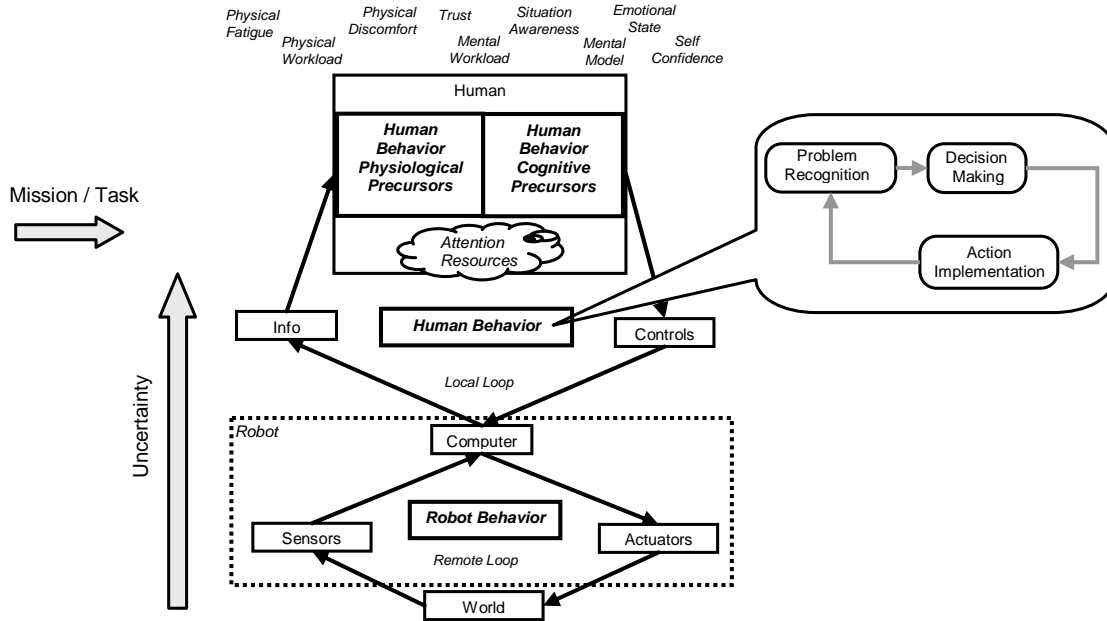 Physical
Fatigue
Physical
Workload
Physical
Discomfort
Trust
Mental
Workload
Situation
Awareness
Mental
Model
Emotional
State
Self
Confidence
Human
Human
Behavior
Physiological
Precursors
Human
Behavior
Cognitive
Precursors
Attention
Resources
Problem
Recognition
Decision
Making
Action
Implementation
Mission / Task
Uncertainty
Info
Human Behavior
Controls
Local Loop
Robot
Computer
Robot Behavior
Sensors
Actuators
Remote Loop
World